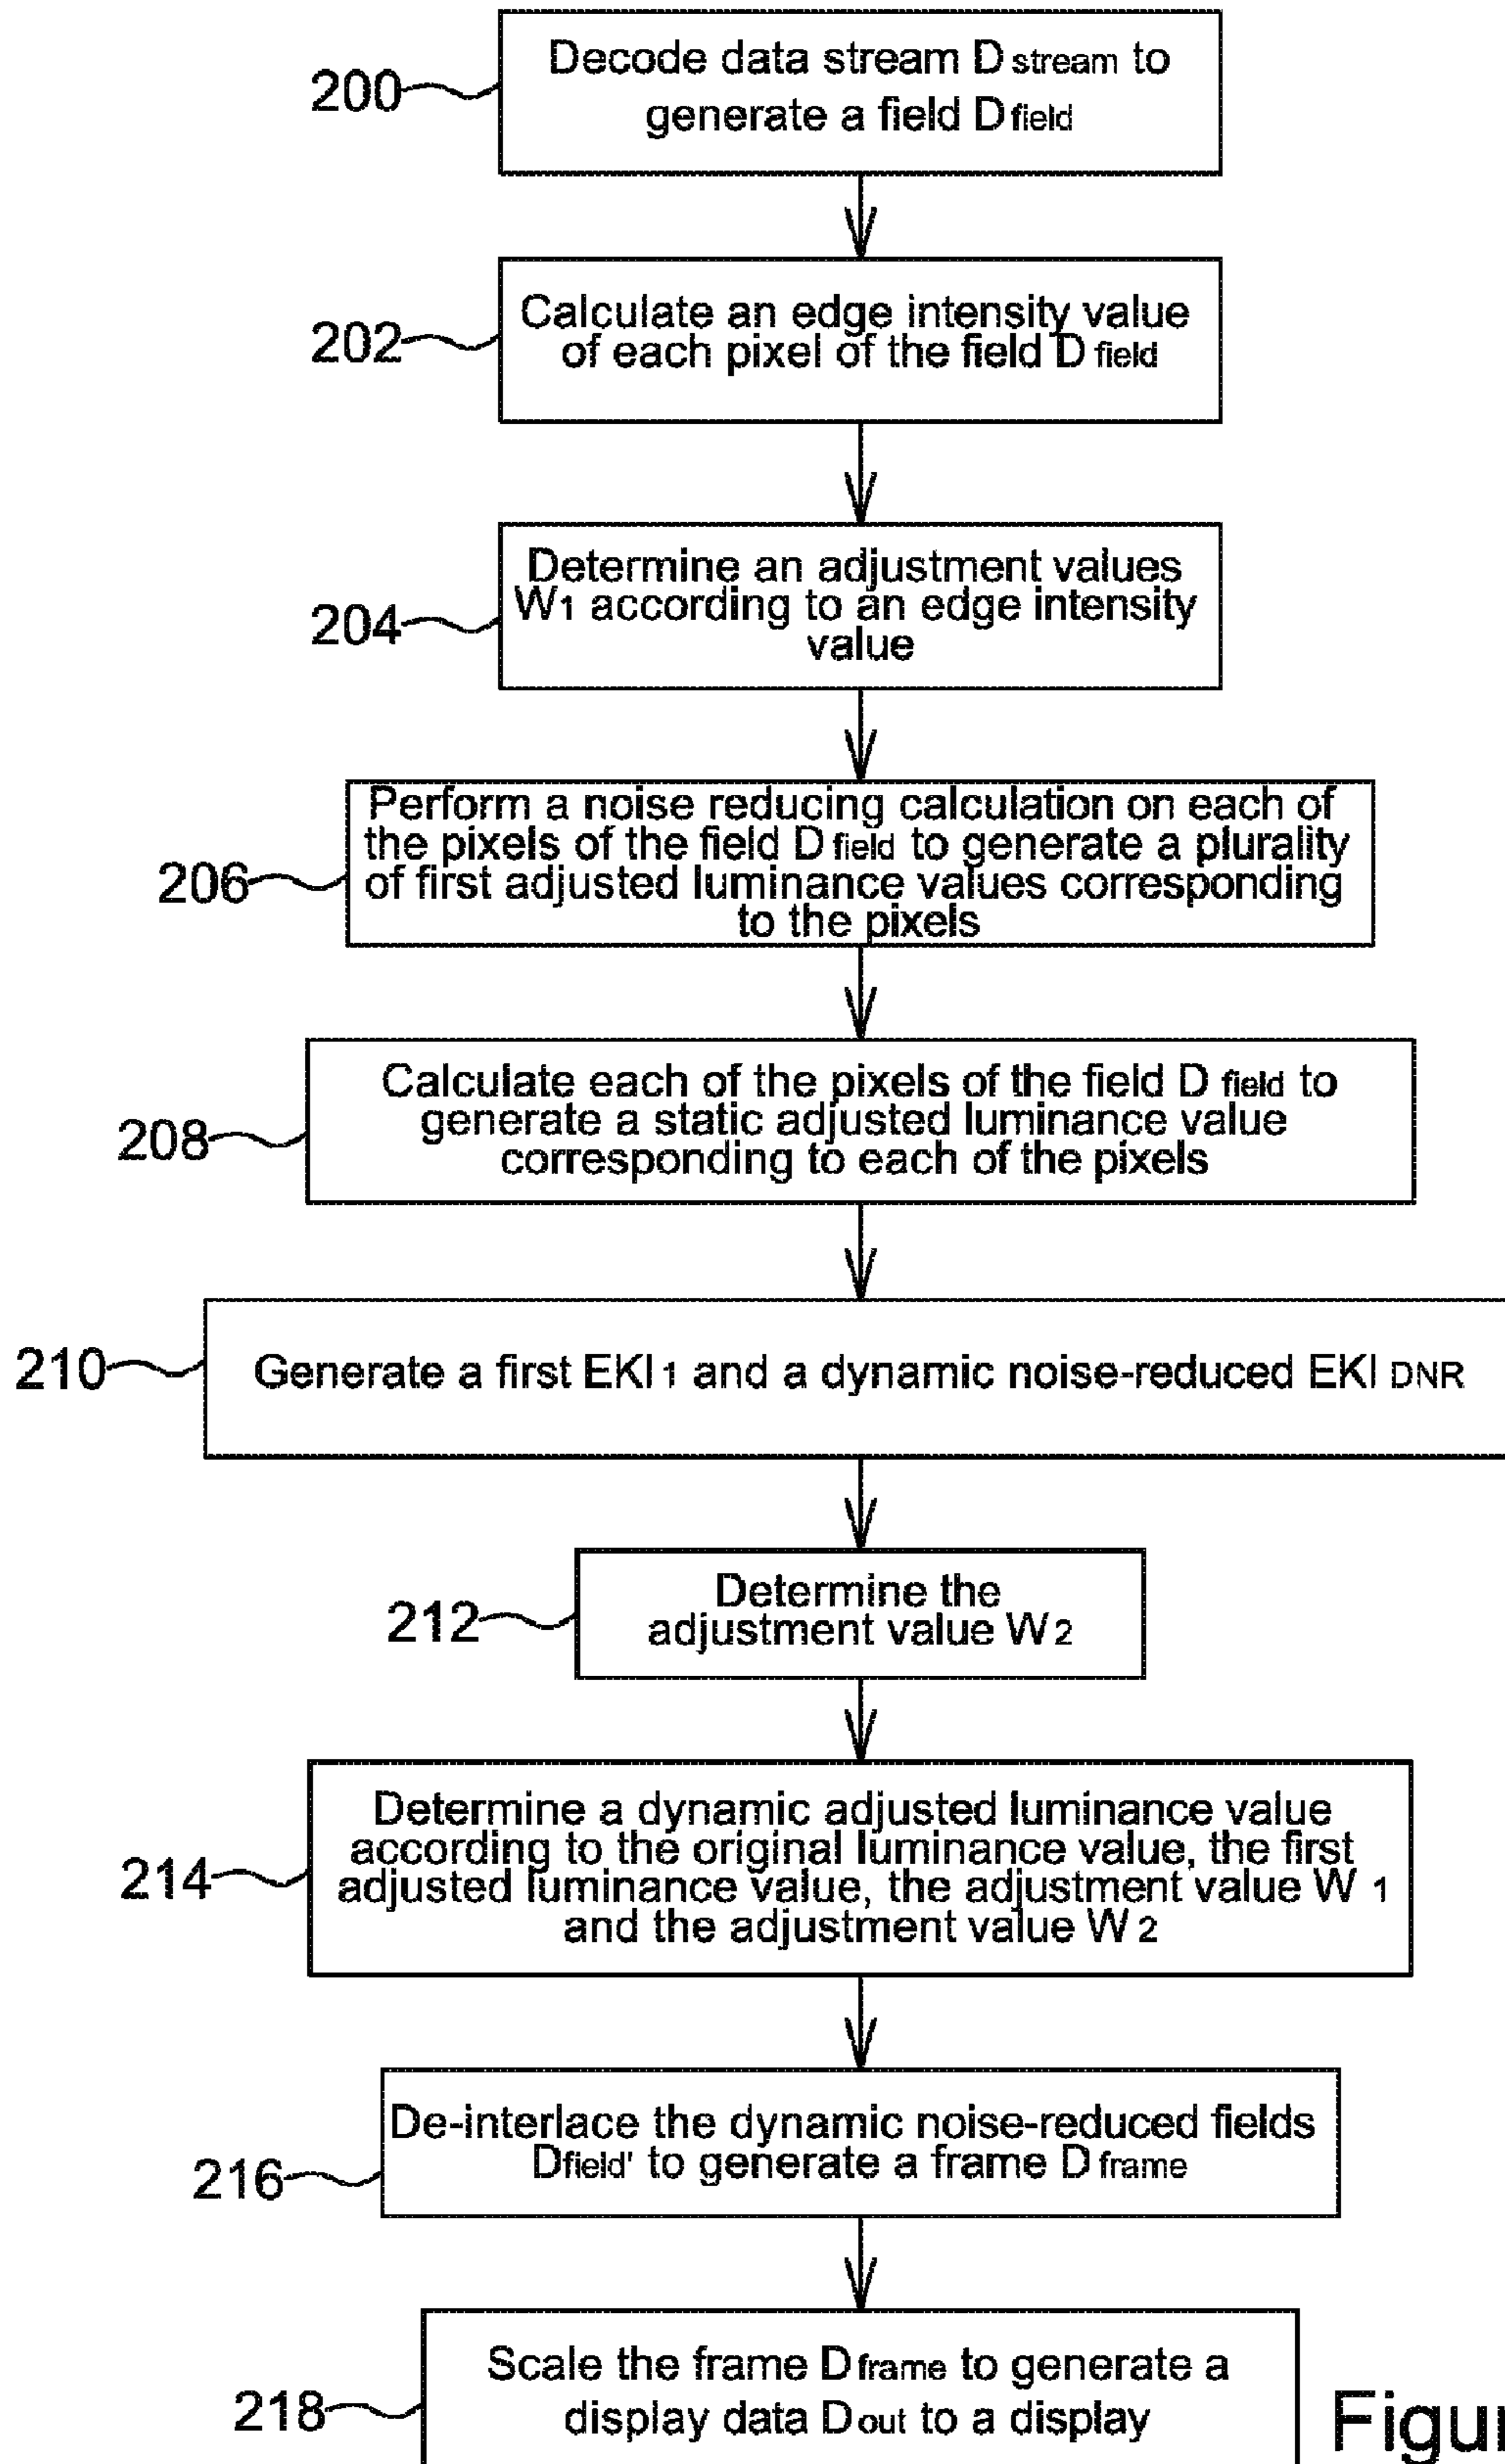 200
Decode data stream D stream to
generate a field D field
202
Calculate an edge intensity value
of each pixel of the field D field
204
Determine an adjustment values
W1 according to an edge intensity
value
206
Perform a noise reducing calculation on each of
the pixels of the field D field to generate a plurality
of first adjusted luminance values corresponding
to the pixels
208
Calculate each of the pixels of the field D field to
generate a static adjusted luminance value
corresponding to each of the pixels
210
Generate a first EKI 1 and a dynamic noise-reduced EKI DNR
212
Determine the
adjustment value W 2
214
Determine a dynamic adjusted luminance value
according to the original luminance value, the first
adjusted luminance value, the adjustment value W 1
and the adjustment value W 2
216
De-interlace the dynamic noise-reduced fields
Dfield' to generate a frame D frame
218
Scale the frame D frame to generate a
display data D out to a display